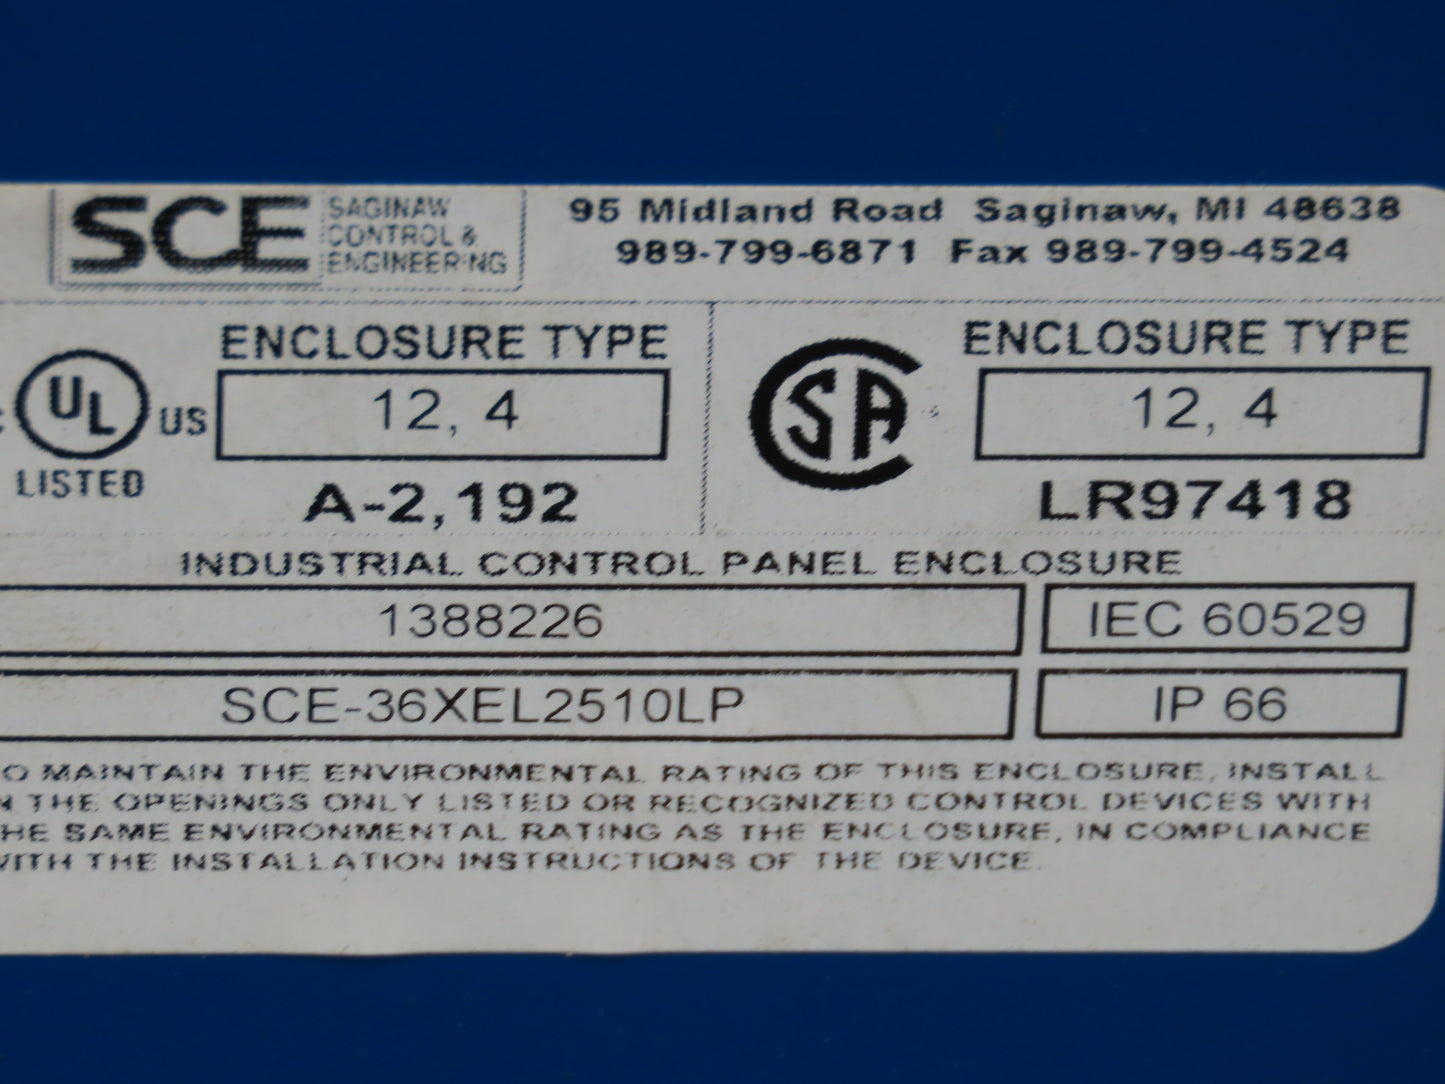 SCE SAGINAW CONTROL & ENGINEERING
95 Midland Road Saginaw, MI 48638
989-799-6871 Fax 989-799-4524
ENCLOSURE TYPE
12, 4
C UL US
LISTED
A-2,192
ENCLOSURE TYPE
SA
12, 4
LR97418
INDUSTRIAL CONTROL PANEL ENCLOSURE
1388226
IEC 60529
SCE-36XEL2510LP
IP 66
O MAINTAIN THE ENVIRONMENTAL RATING OF THIS ENCLOSURE, INSTALL
N THE OPENINGS ONLY LISTED OR RECOGNIZED CONTROL DEVICES WITH
HE SAME ENVIRONMENTAL RATING AS THE ENCLOSURE, IN COMPLIANCE
WITH THE INSTALLATION INSTRUCTIONS OF THE DEVICE.